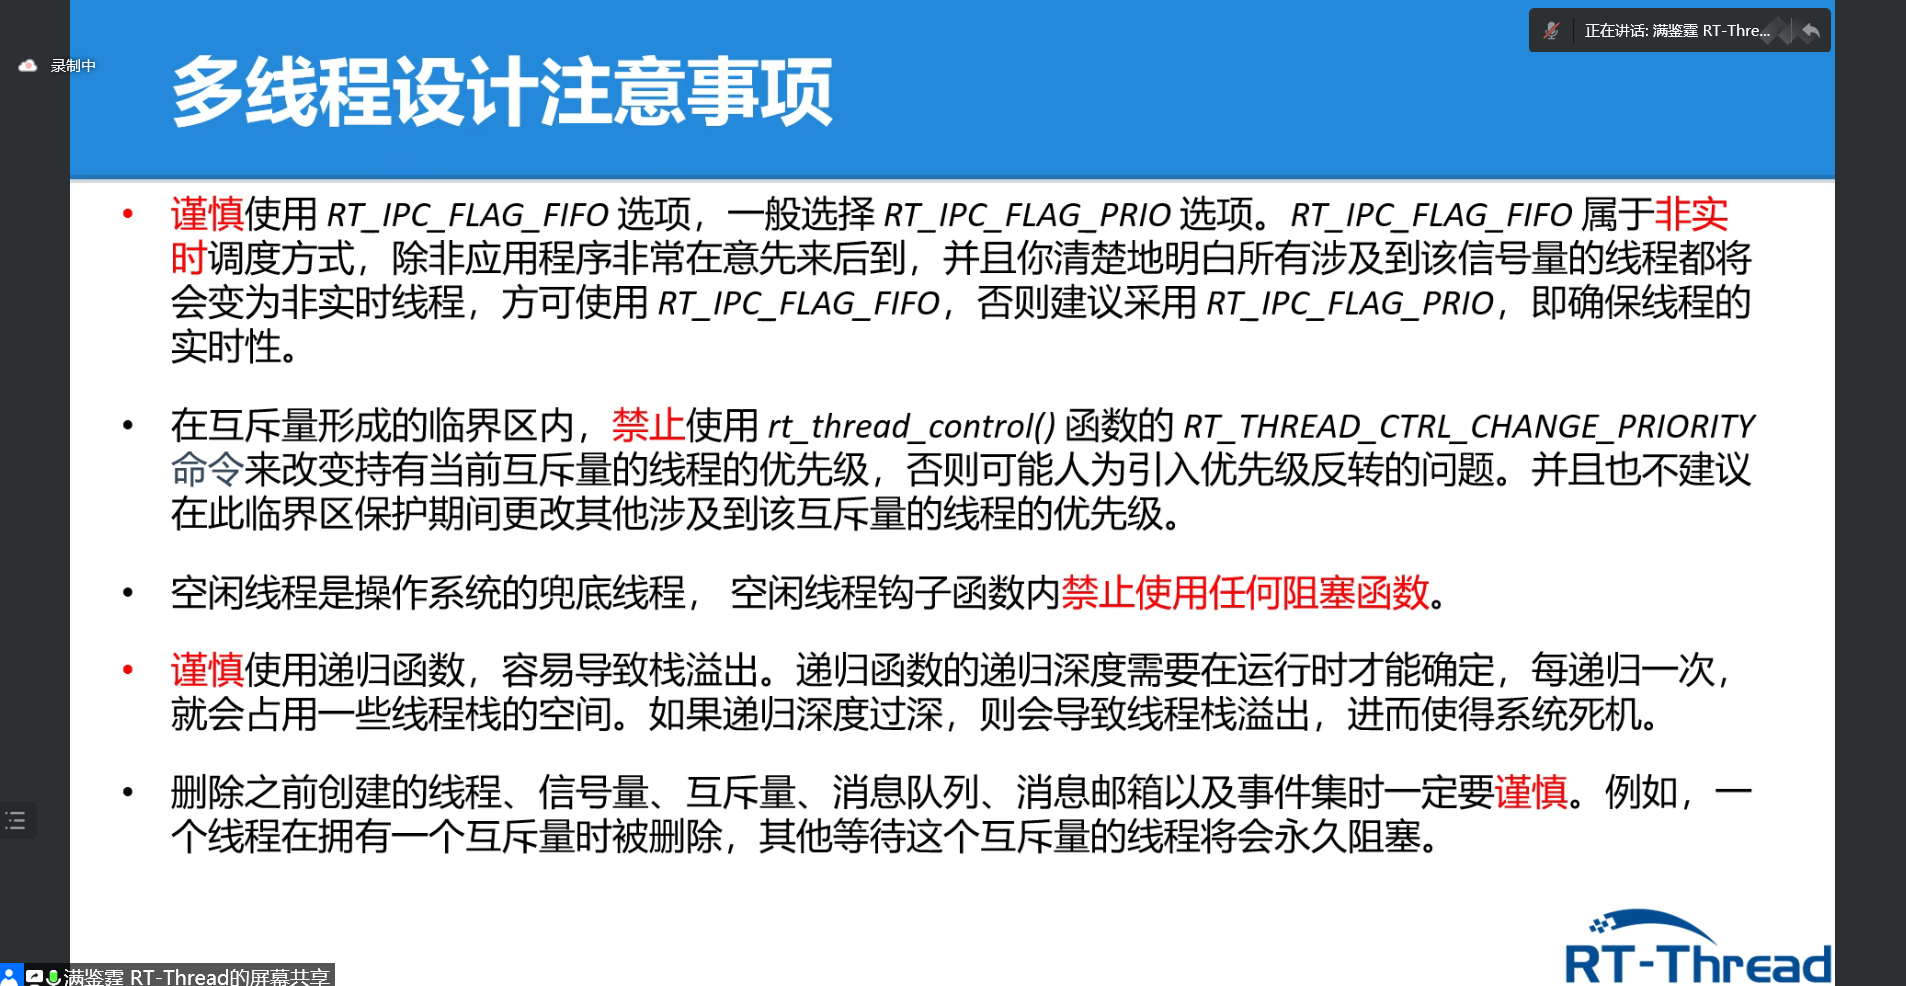 正在讲话: 满鉴霆 RT-Thre...
录制中
多线程设计注意事项
• 谨慎使用 RT_IPC_FLAG_FIFO 选项，一般选择 RT_IPC_FLAG_PRIO 选项。RT_IPC_FLAG_FIFO 属于非实
时调度方式，除非应用程序非常在意先来后到，并且你清楚地明白所有涉及到该信号量的线程都将
会变为非实时线程，方可使用 RT_IPC_FLAG_FIFO，否则建议采用 RT_IPC_FLAG_PRIO，即确保线程的
实时性。
• 在互斥量形成的临界区内，禁止使用 rt_thread_control() 函数的 RT_THREAD_CTRL_CHANGE_PRIORITY
命令来改变持有当前互斥量的线程的优先级，否则可能人为引入优先级反转的问题。并且也不建议
在此临界区保护期间更改其他涉及到该互斥量的线程的优先级。
• 空闲线程是操作系统的兜底线程， 空闲线程钩子函数内禁止使用任何阻塞函数。
• 谨慎使用递归函数，容易导致栈溢出。递归函数的递归深度需要在运行时才能确定，每递归一次，
就会占用一些线程栈的空间。如果递归深度过深，则会导致线程栈溢出，进而使得系统死机。
• 删除之前创建的线程、信号量、互斥量、消息队列、消息邮箱以及事件集时一定要谨慎。例如，一
个线程在拥有一个互斥量时被删除，其他等待这个互斥量的线程将会永久阻塞。
RT-Thread
满鉴霆 RT-Thread的屏幕共享